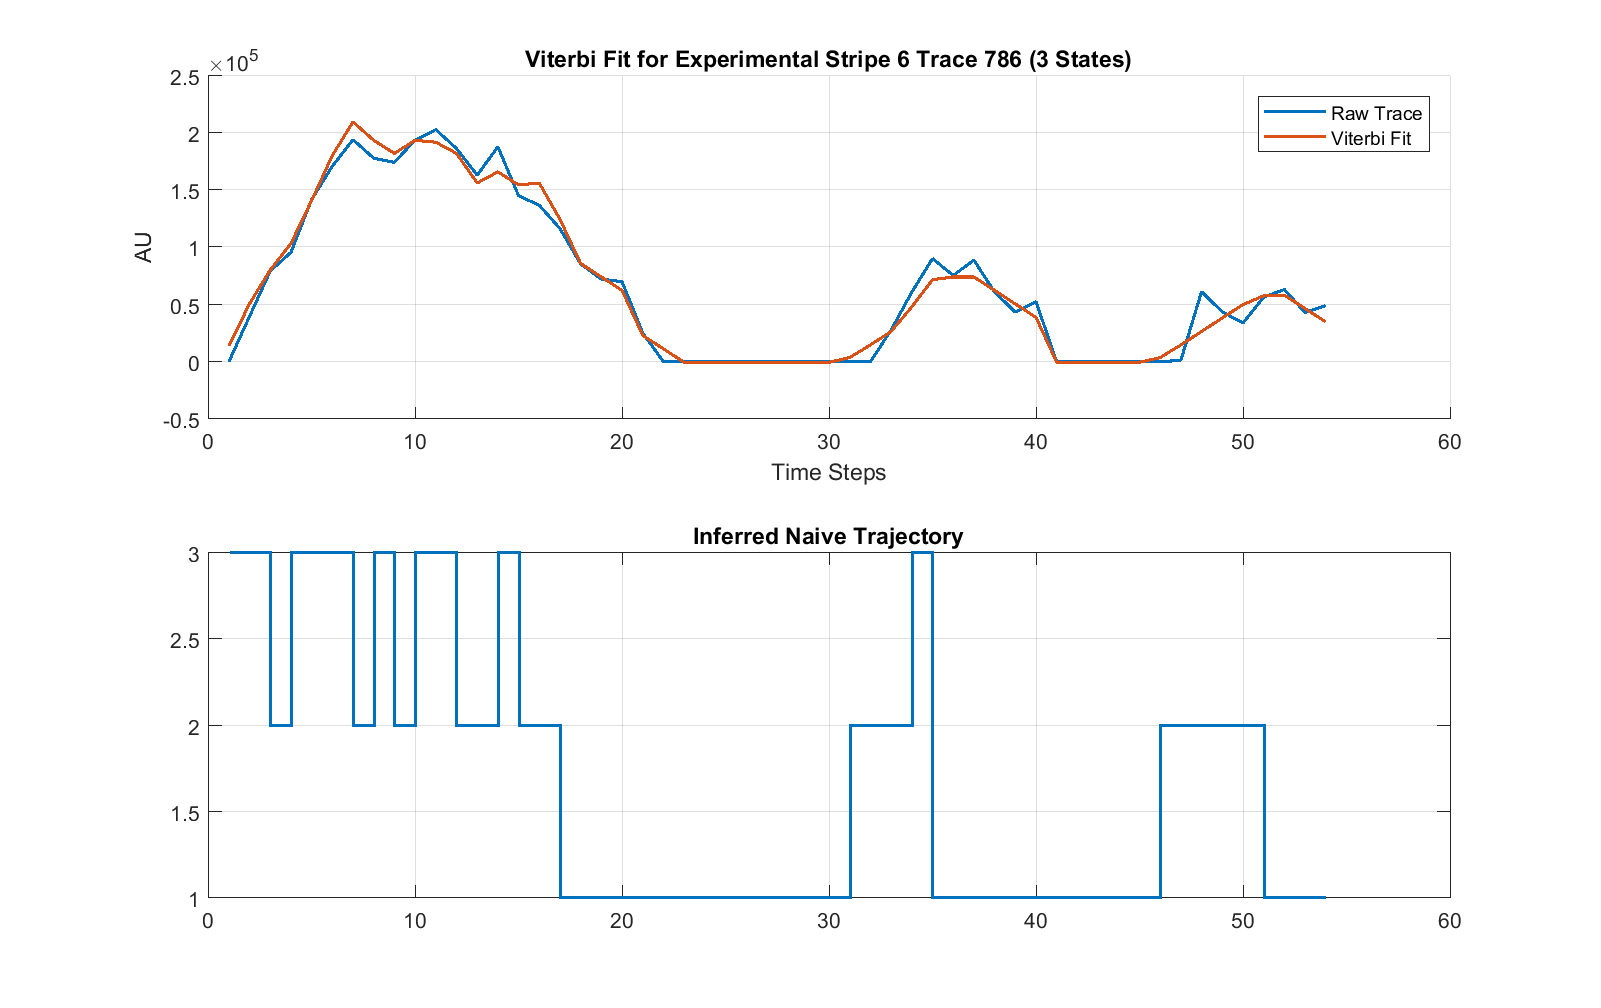 Viterbi Fit for Experimental Stripe 6 Trace 786 (3 States)
×10^5
2.5
2
1.5
1
0.5
0
-0.5
AU
Raw Trace
Viterbi Fit
0 10 20 30 40 50 60
Time Steps
Inferred Naive Trajectory
3
2.5
2
1.5
1
0 10 20 30 40 50 60